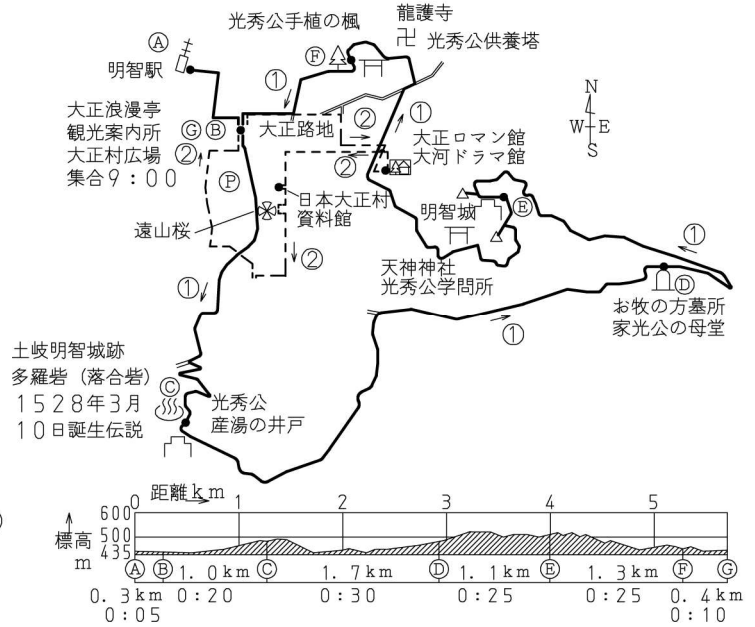 光秀公手植の楓
龍護寺
卍 光秀公供養塔
Ⓐ
明智駅
Ⓕ
①
①
大正浪漫亭
観光案内所
大正村広場
集合9:00
Ⓖ Ⓑ
②
大正路地
②
②
大正ロマン館
大河ドラマ館
N
W E
S
Ⓟ
日本大正村
資料館
遠山桜
②
明智城
Ⓔ
天神神社
光秀公学問所
①
①
①
Ⓓ
お牧の方墓所
家光公の母堂
土岐明智城跡
多羅砦（落合砦）
1528年3月
10日誕生伝説
Ⓒ
光秀公
産湯の井戸
)
距離km
0 1 2 3 4 5
標高
m
600
500
435
Ⓐ Ⓑ Ⓒ Ⓓ Ⓔ Ⓕ Ⓖ
0.3km 1.0km 1.7km 1.1km 1.3km 0.4km
0:05 0:20 0:30 0:25 0:25 0:10